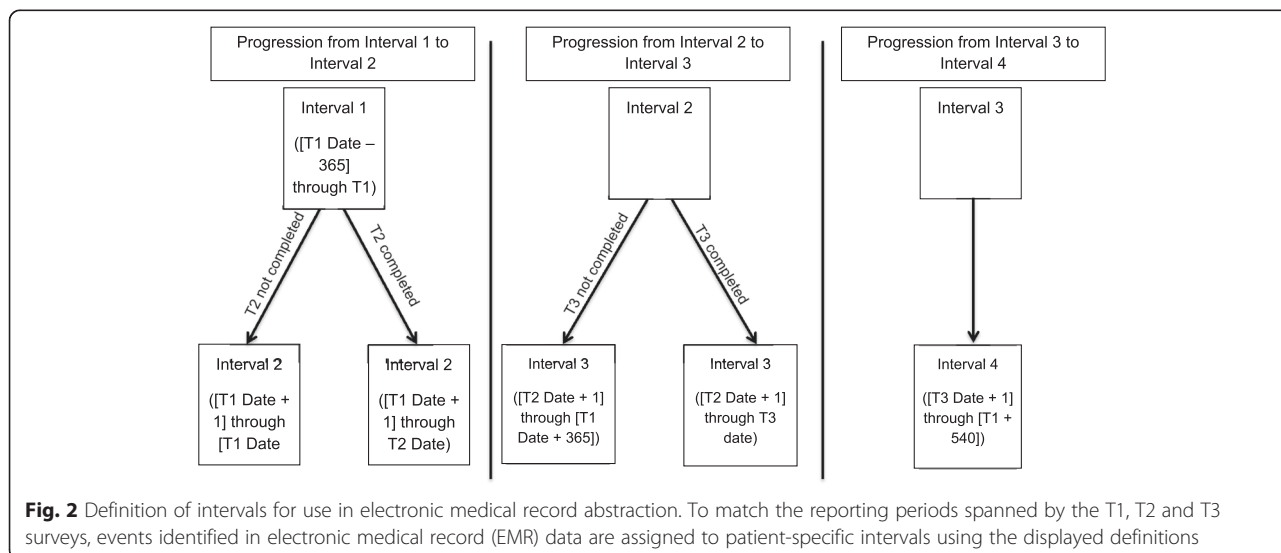 Progression from Interval 1 to
Interval 2
Interval 1
([T1 Date –
365]
through T1)
T2 not completed
T2 completed
Interval 2
([T1 Date +
1] through
[T1 Date
Interval 2
([T1 Date +
1] through
T2 Date)
Progression from Interval 2 to
Interval 3
Interval 2
T3 not completed
T3 completed
Interval 3
([T2 Date + 1]
through [T1
Date + 365])
Interval 3
([T2 Date + 1]
through T3
date)
Progression from Interval 3 to
Interval 4
Interval 3
Interval 4
([T3 Date + 1]
through [T1 +
540])
Fig. 2 Definition of intervals for use in electronic medical record abstraction. To match the reporting periods spanned by the T1, T2 and T3
surveys, events identified in electronic medical record (EMR) data are assigned to patient-specific intervals using the displayed definitions